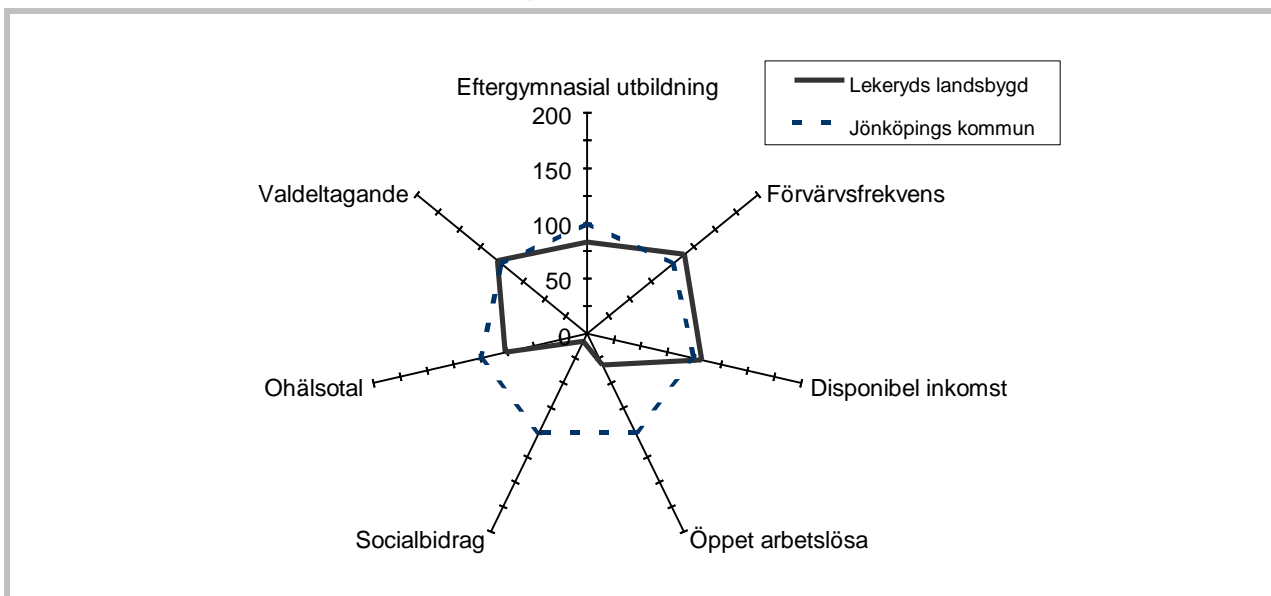 Eftergymnasial utbildning
Lekeryds landsbygd
Jönköpings kommun
200
150
100
50
0
Valdeltagande
Förvärvsfrekvens
Ohälsotal
Disponibel inkomst
Socialbidrag
Öppet arbetslösa